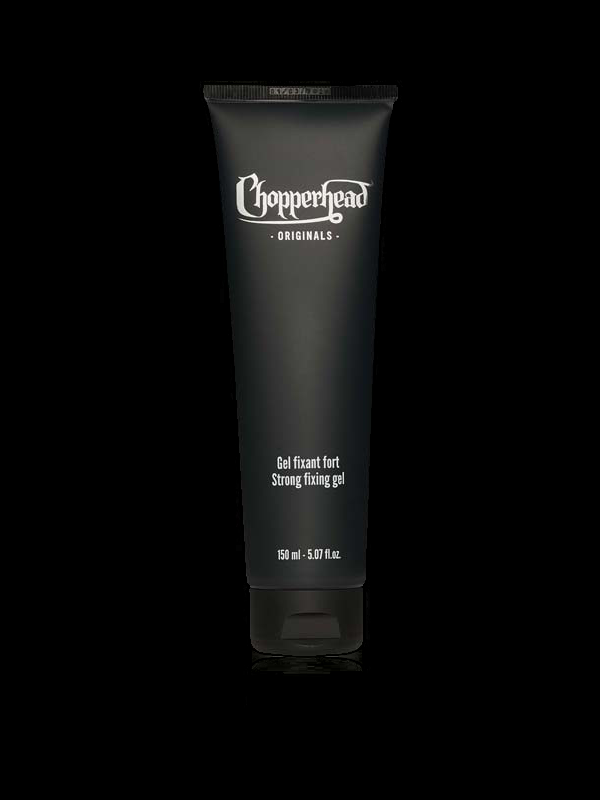 Chopperhead
- ORIGINALS -
Gel fixant fort
Strong fixing gel
150 ml - 5.07 fl.oz.